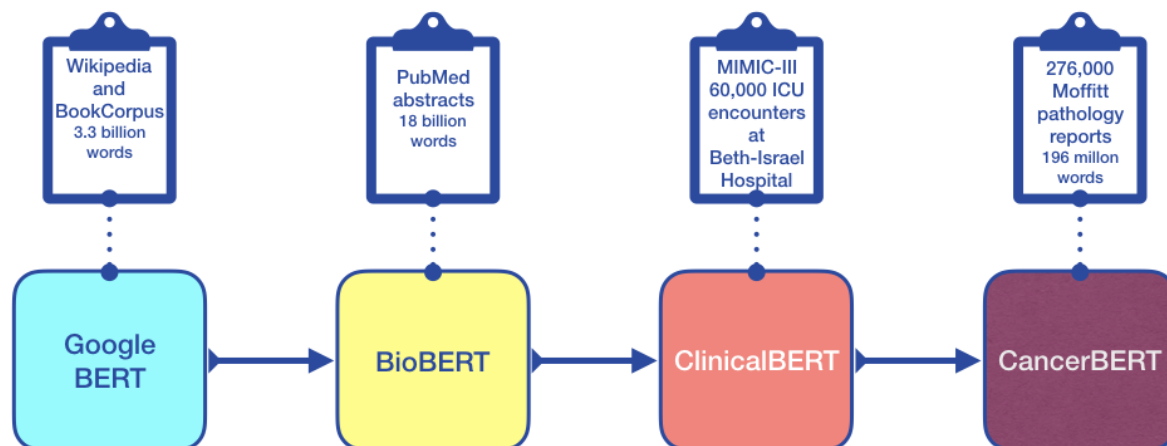 Wikipedia
and
BookCorpus
3.3 billion
words
PubMed
abstracts
18 billion
words
MIMIC-III
60,000 ICU
encounters
at
Beth-Israel
Hospital
276,000
Moffitt
pathology
reports
196 millon
words
Google
BERT
BioBERT
ClinicalBERT
CancerBERT